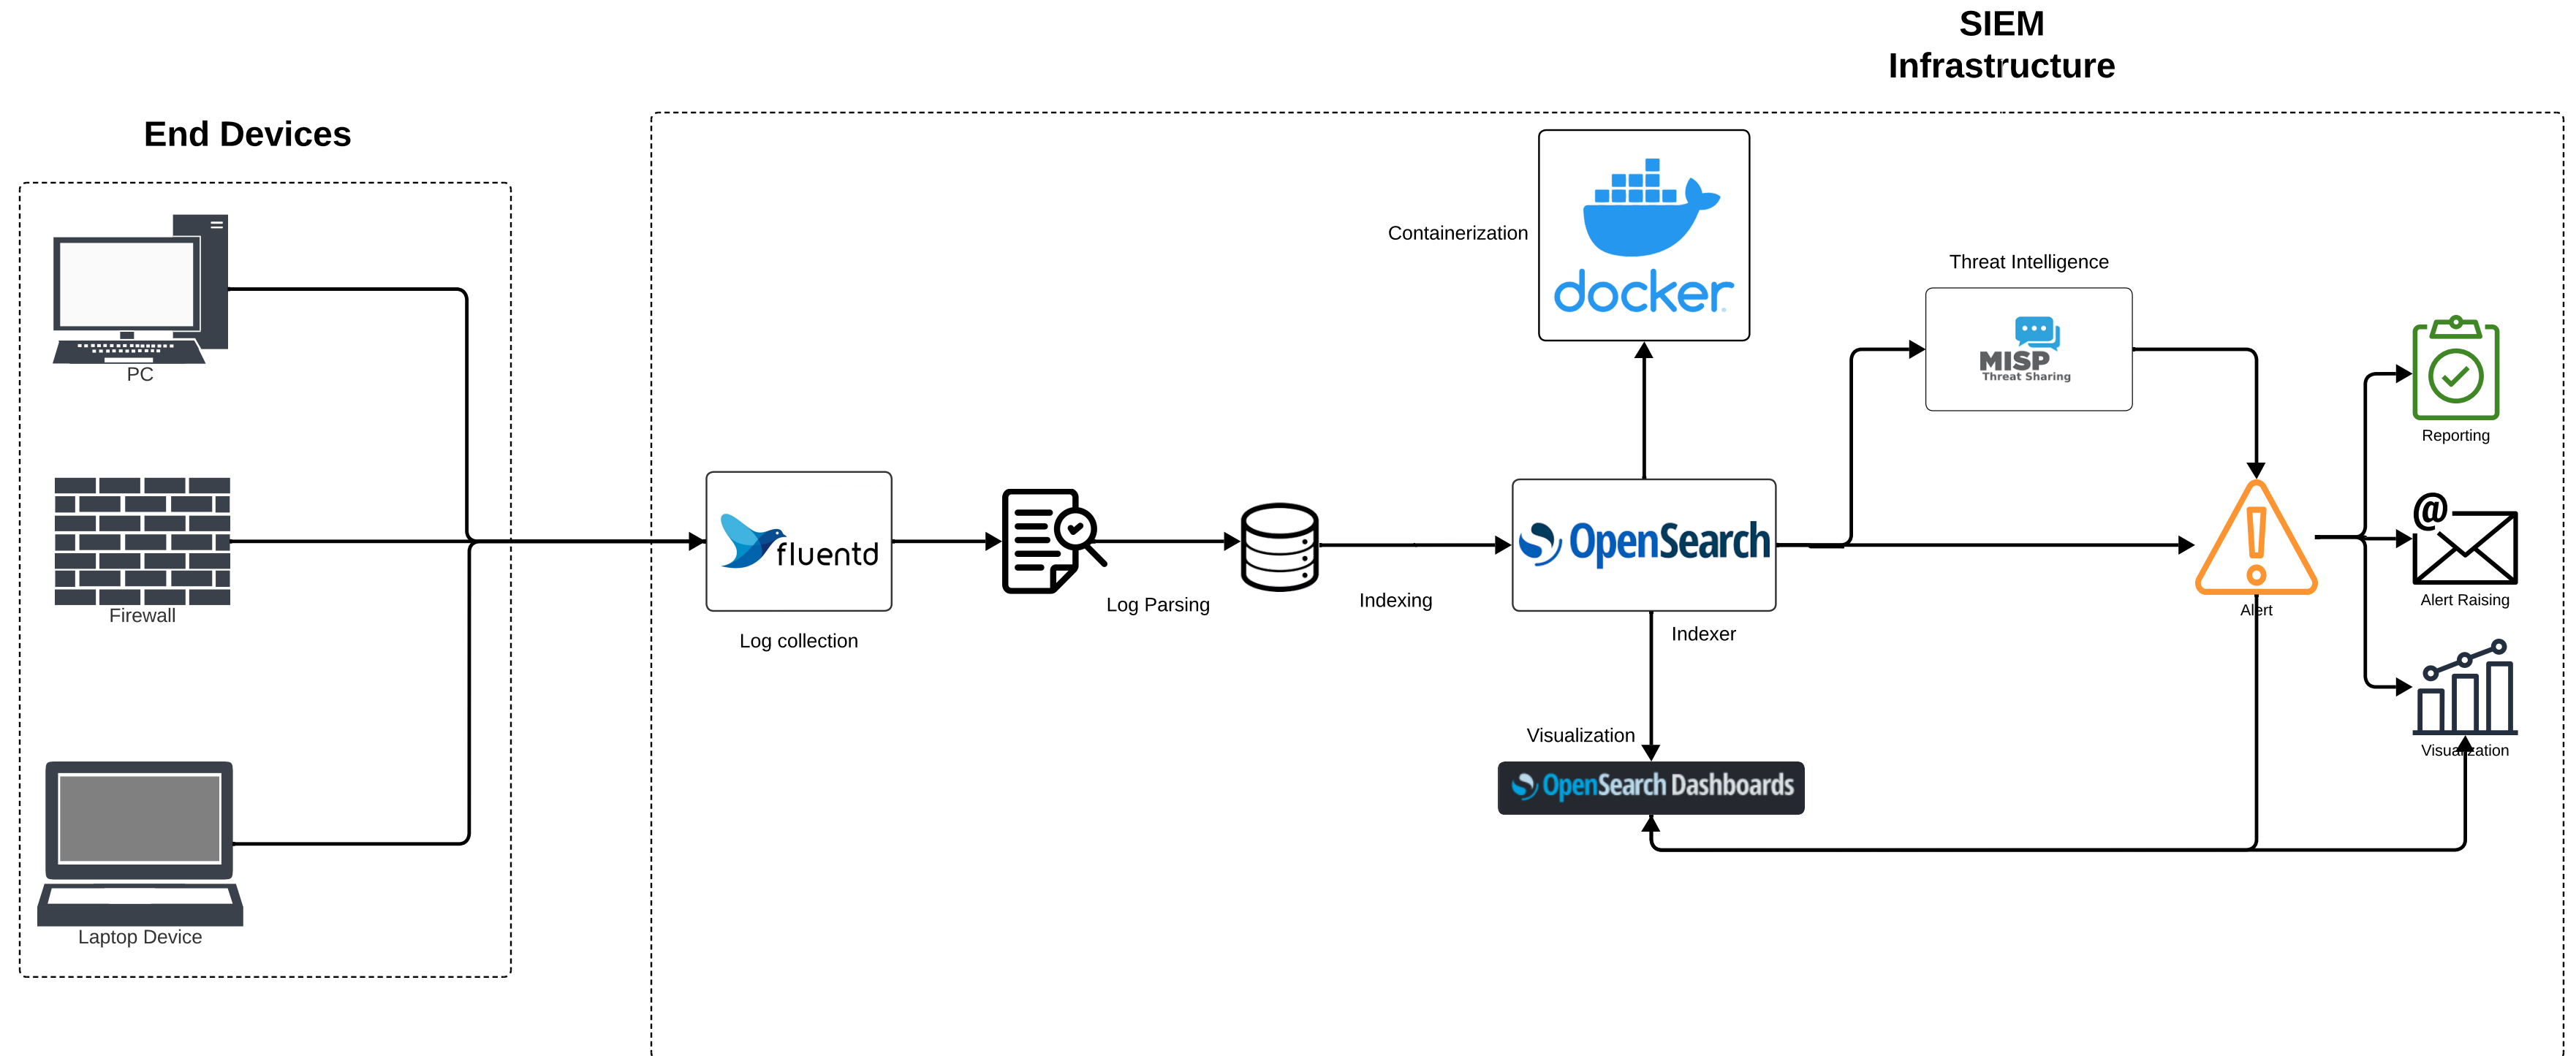 SIEM
Infrastructure
End Devices
PC
Firewall
Laptop Device
fluentd
Log collection
Log Parsing
Indexing
Containerization
docker
OpenSearch
Indexer
Visualization
OpenSearch Dashboards
Threat Intelligence
MISP
Threat Sharing
Alert
Reporting
@
Alert Raising
Visualization